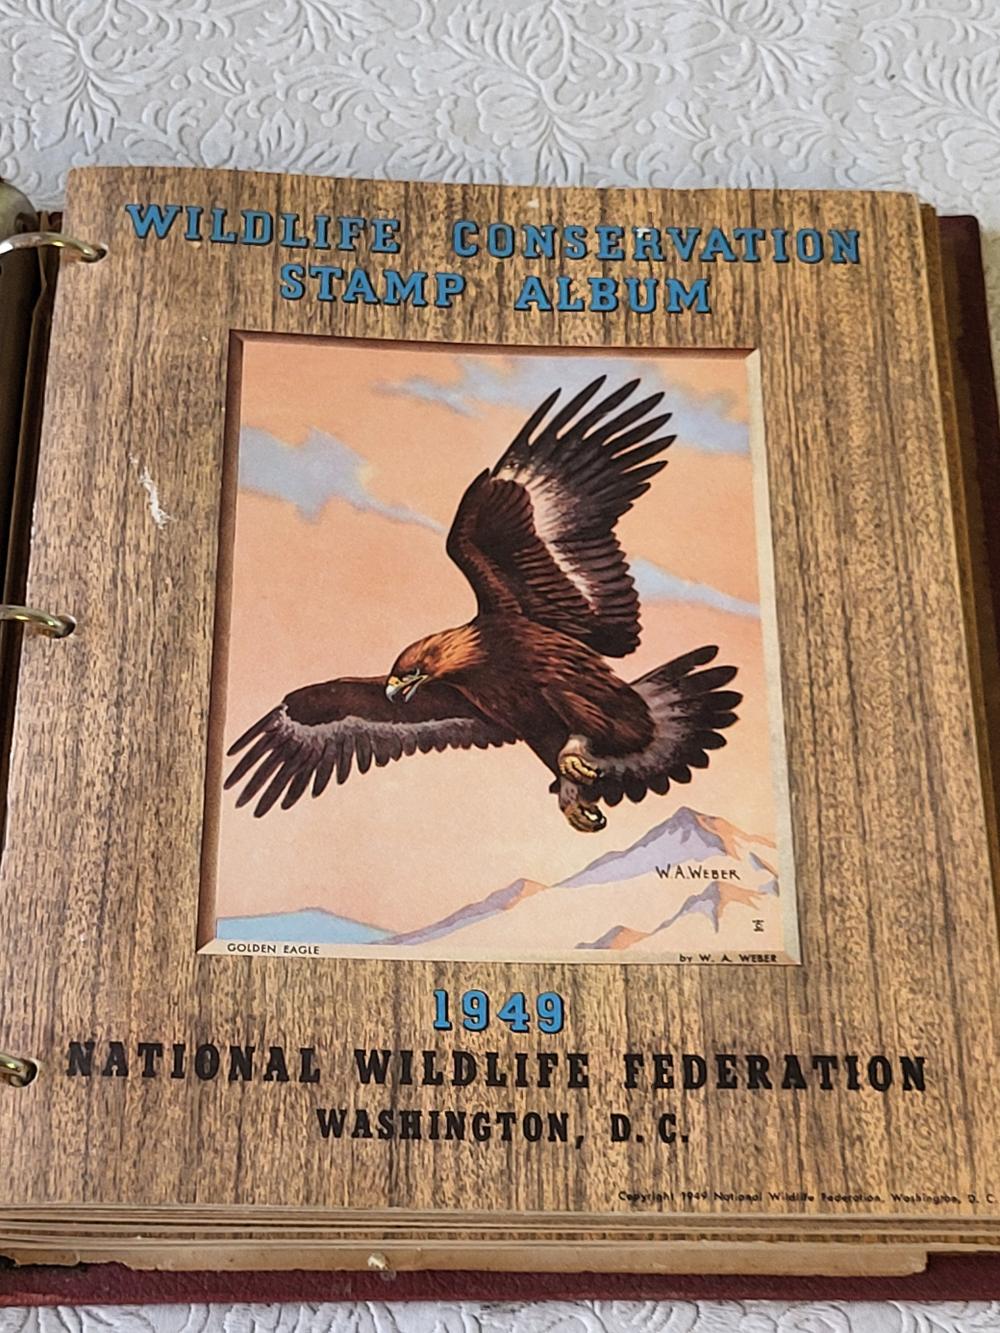 WILDLIFE CONSERVATION
STAMP ALBUM
W.A.WEBER
GOLDEN EAGLE
by W. A. WEBER
1949
NATIONAL WILDLIFE FEDERATION
WASHINGTON, D. C.
Copyright 1949 National Wildlife Federation, Washington, D. C.